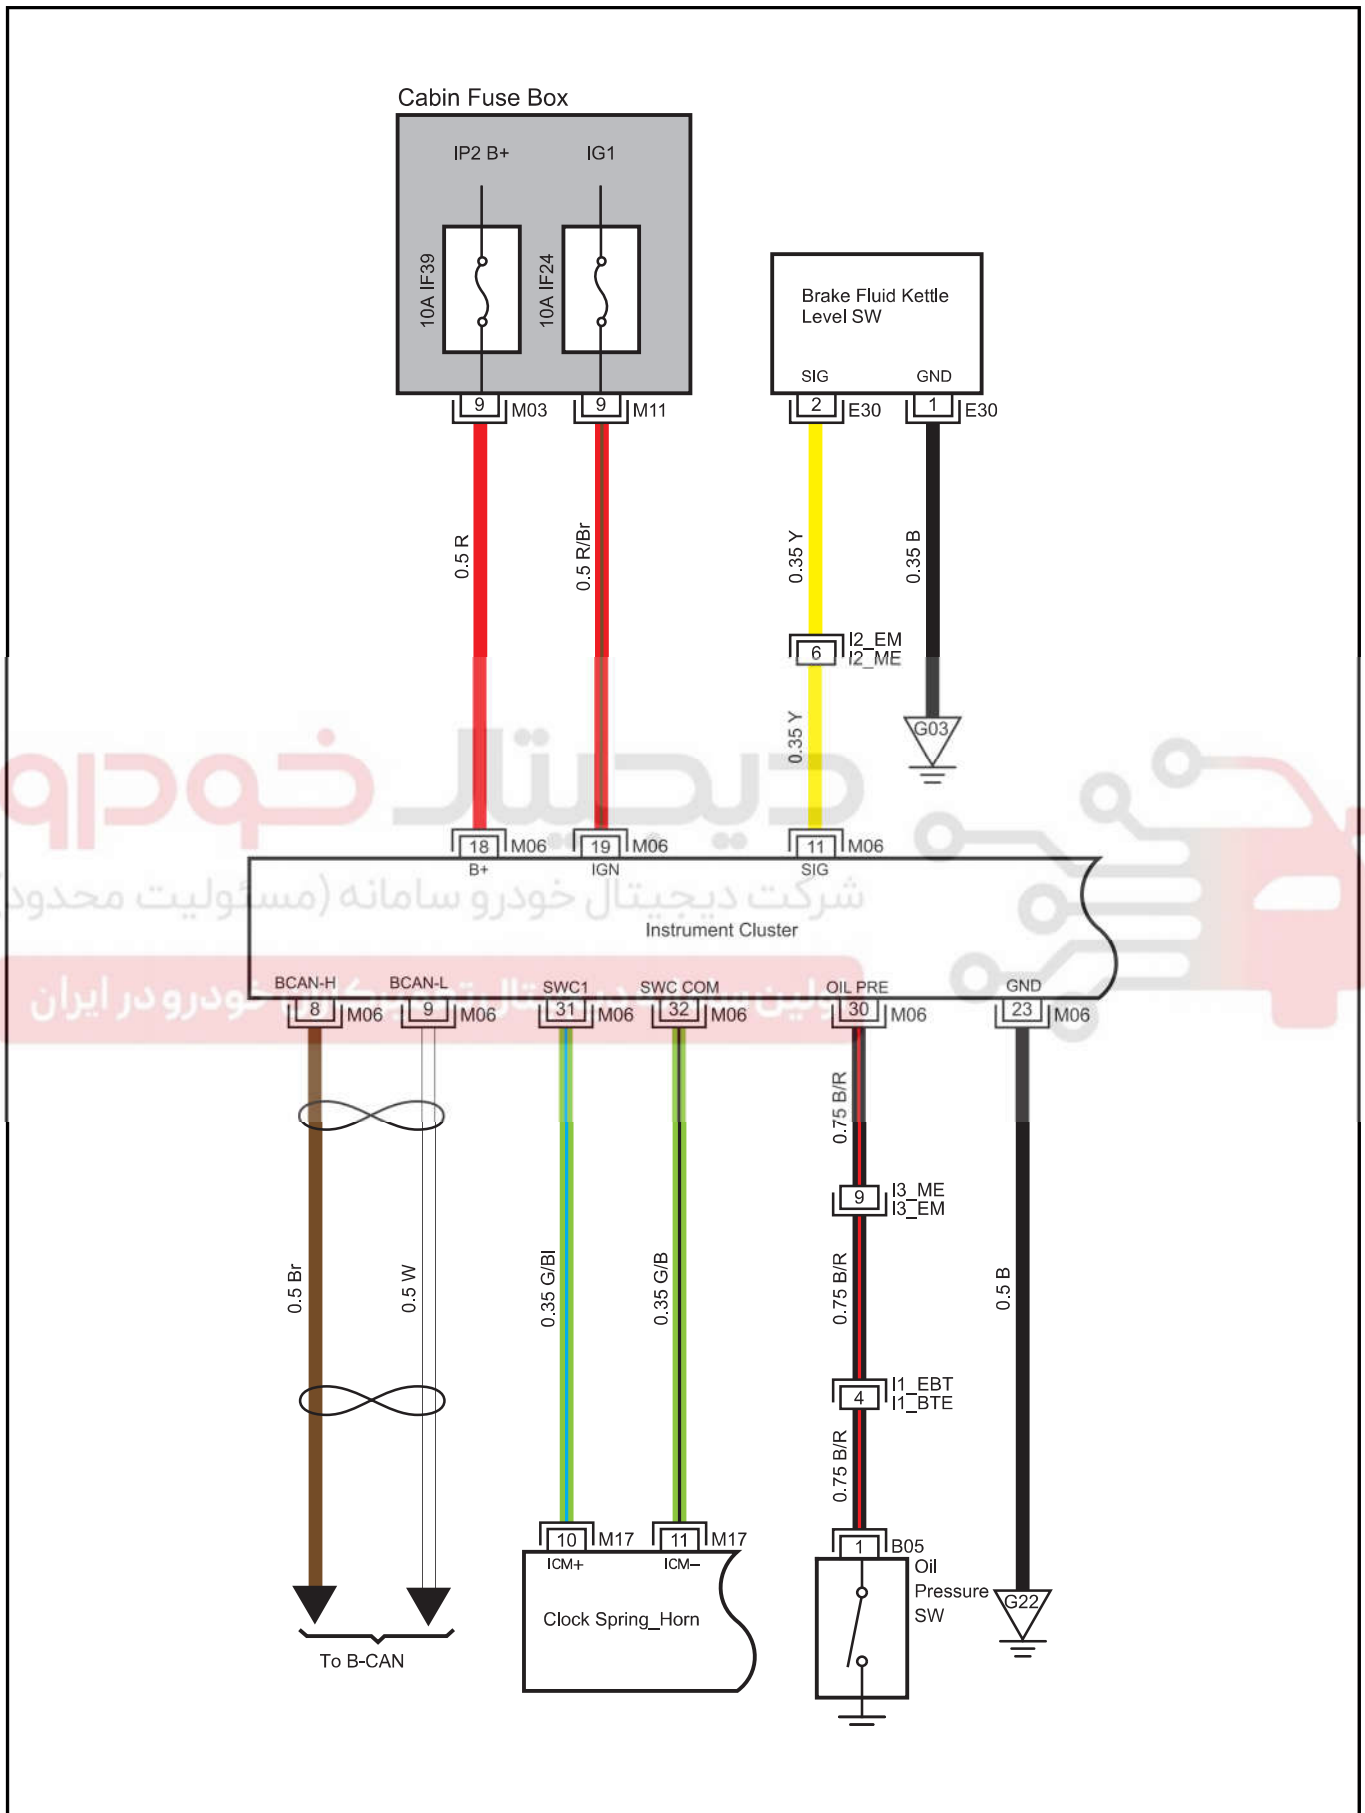 Cabin Fuse Box
IP2 B+
IG1
10A IF39
10A IF24
Brake Fluid Kettle
Level SW
SIG
GND
9
M03
9
M11
2
E30
1
E30
0.5 R
0.5 R/Br
0.35 Y
0.35 B
6
I2_EM
I2_ME
0.35 Y
G03
دیجیتال خودرو
18
M06
19
M06
11
M06
B+
IGN
SIG
شرکت دیجیتال خودرو سامانه (مسئولیت محدود)
Instrument Cluster
BCAN-H
BCAN-L
SWC1
SWC COM
OIL PRE
GND
اولین سامانه دیجیتال تعمیرکاران خودرو در ایران
8
M06
9
M06
31
M06
32
M06
30
M06
23
M06
0.75 B/R
9
I3_ME
I3_EM
0.5 Br
0.5 W
0.35 G/Bl
0.35 G/B
0.75 B/R
0.5 B
4
I1_EBT
I1_BTE
0.75 B/R
10
M17
11
M17
1
B05
ICM+
ICM−
Oil
Pressure
SW
G22
Clock Spring_Horn
To B-CAN